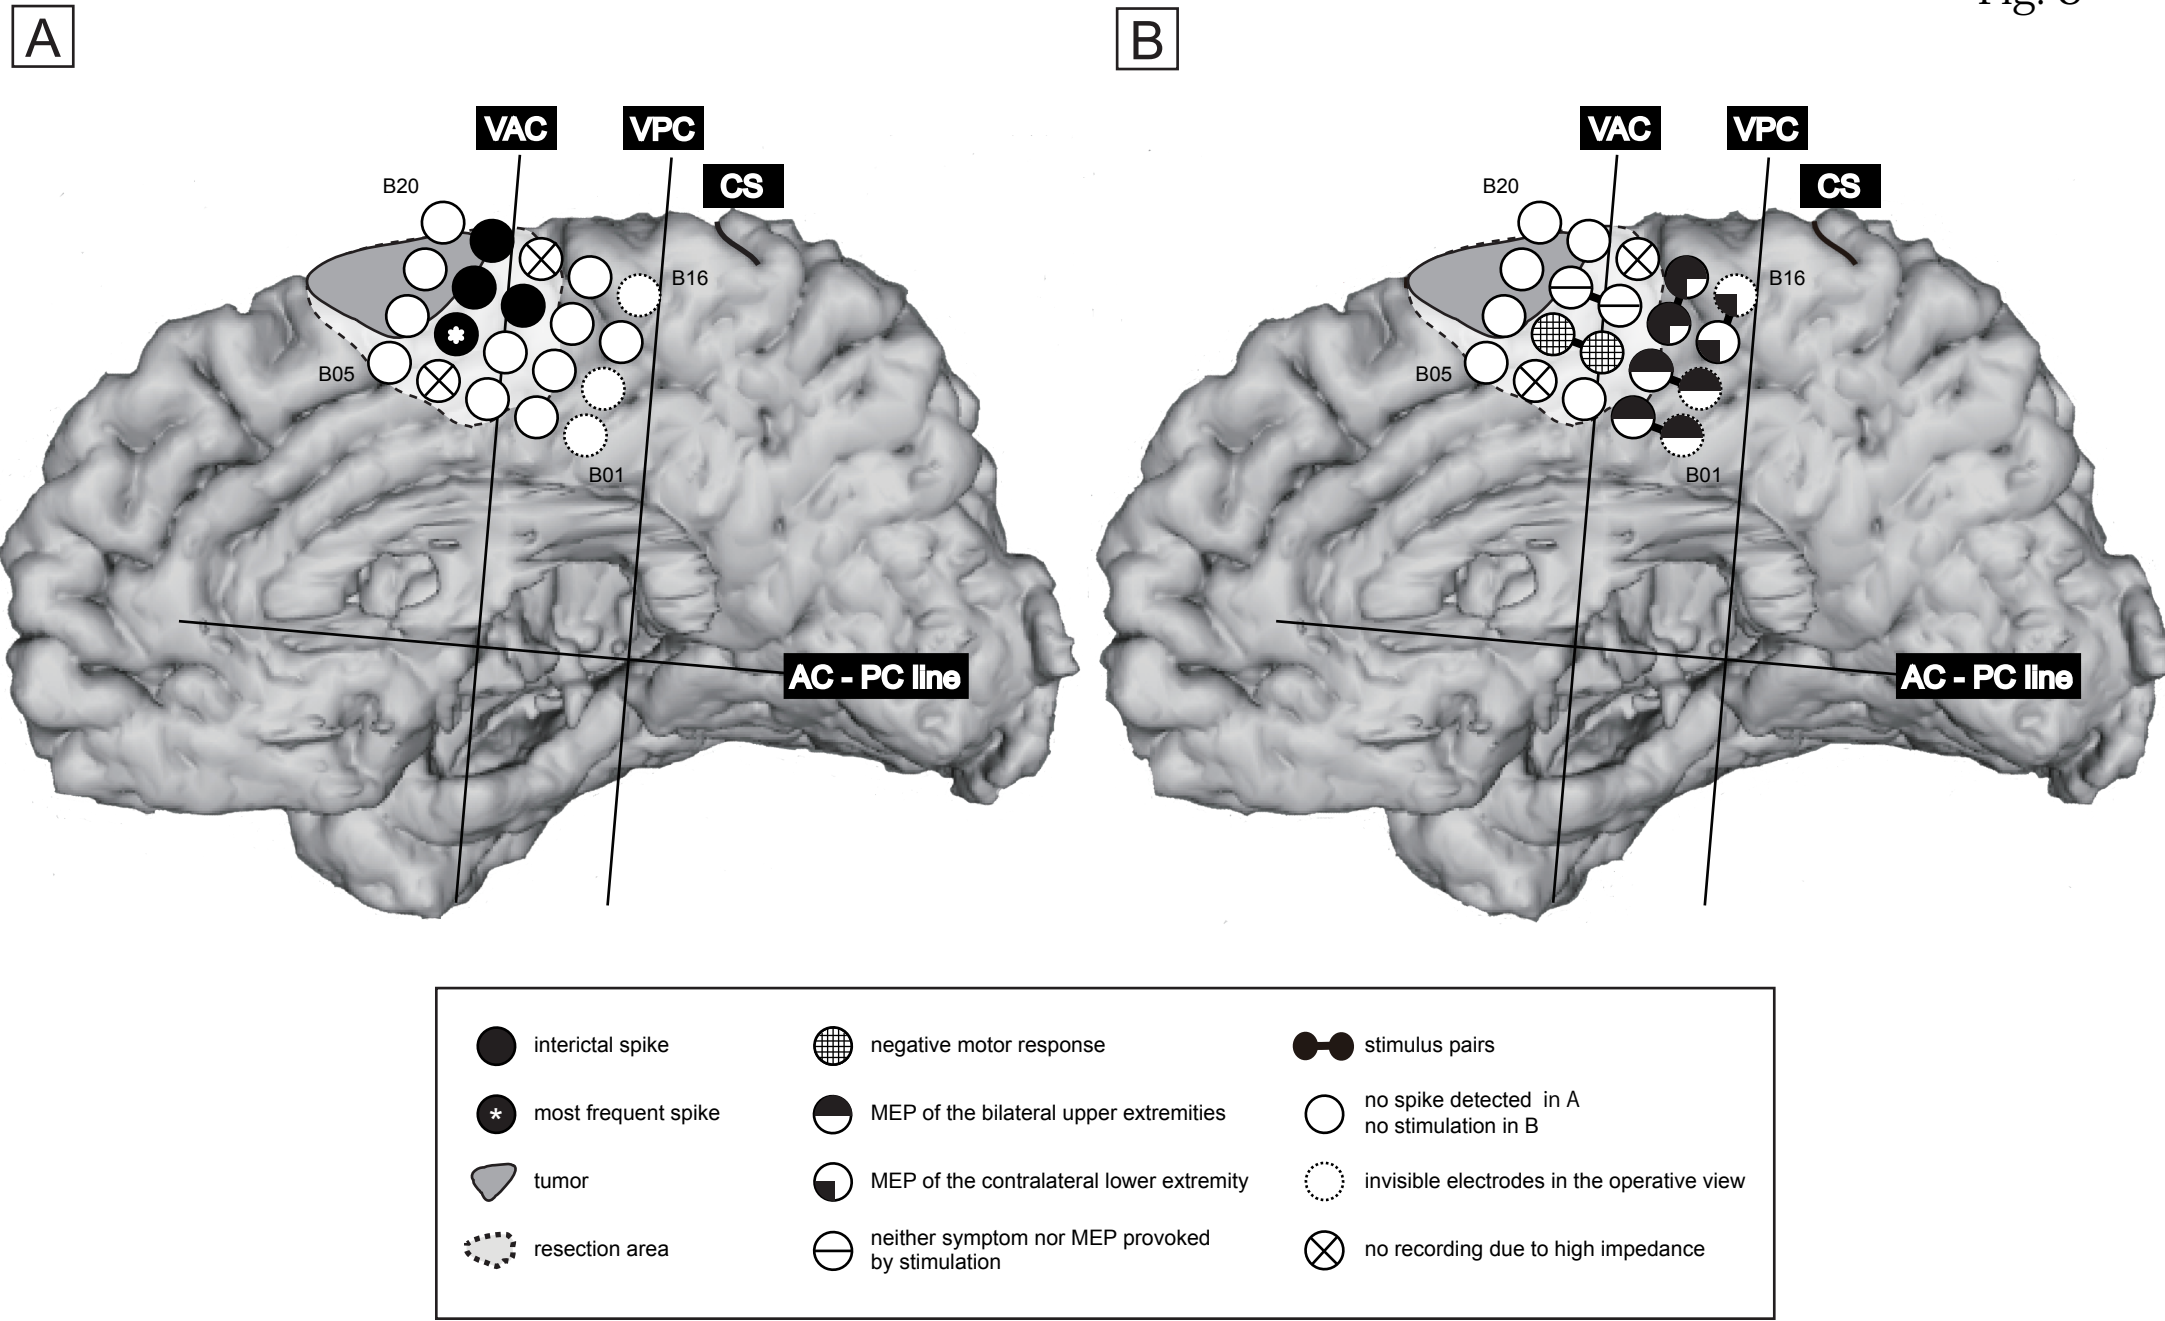 A
B
VAC
VPC
CS
B20
B16
B05
B01
AC - PC line
VAC
VPC
CS
B20
B16
B05
B01
AC - PC line
interictal spike
* most frequent spike
tumor
resection area
negative motor response
MEP of the bilateral upper extremities
MEP of the contralateral lower extremity
neither symptom nor MEP provoked
by stimulation
stimulus pairs
no spike detected in A
no stimulation in B
invisible electrodes in the operative view
no recording due to high impedance